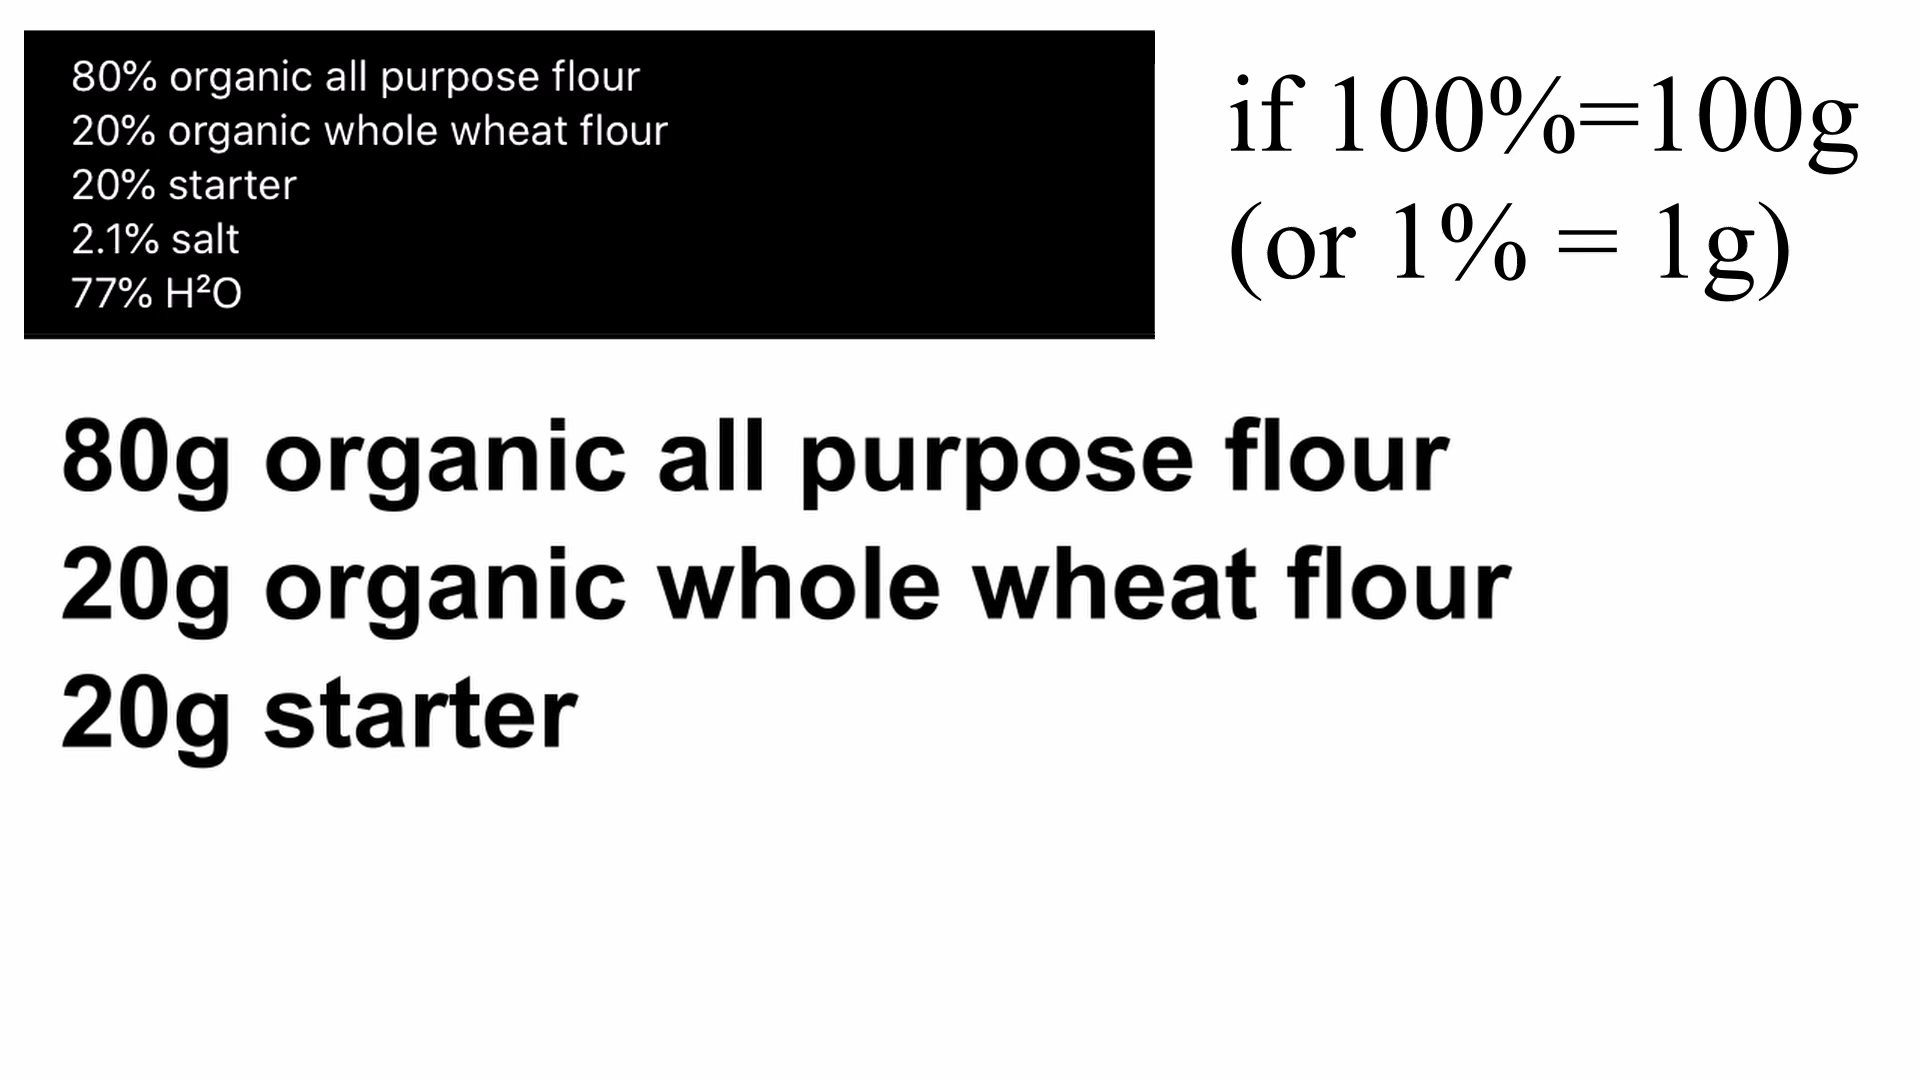 80% organic all purpose flour
20% organic whole wheat flour
20% starter
2.1% salt
77% H²O
if 100%=100g
(or 1% = 1g)
80g organic all purpose flour
20g organic whole wheat flour
20g starter